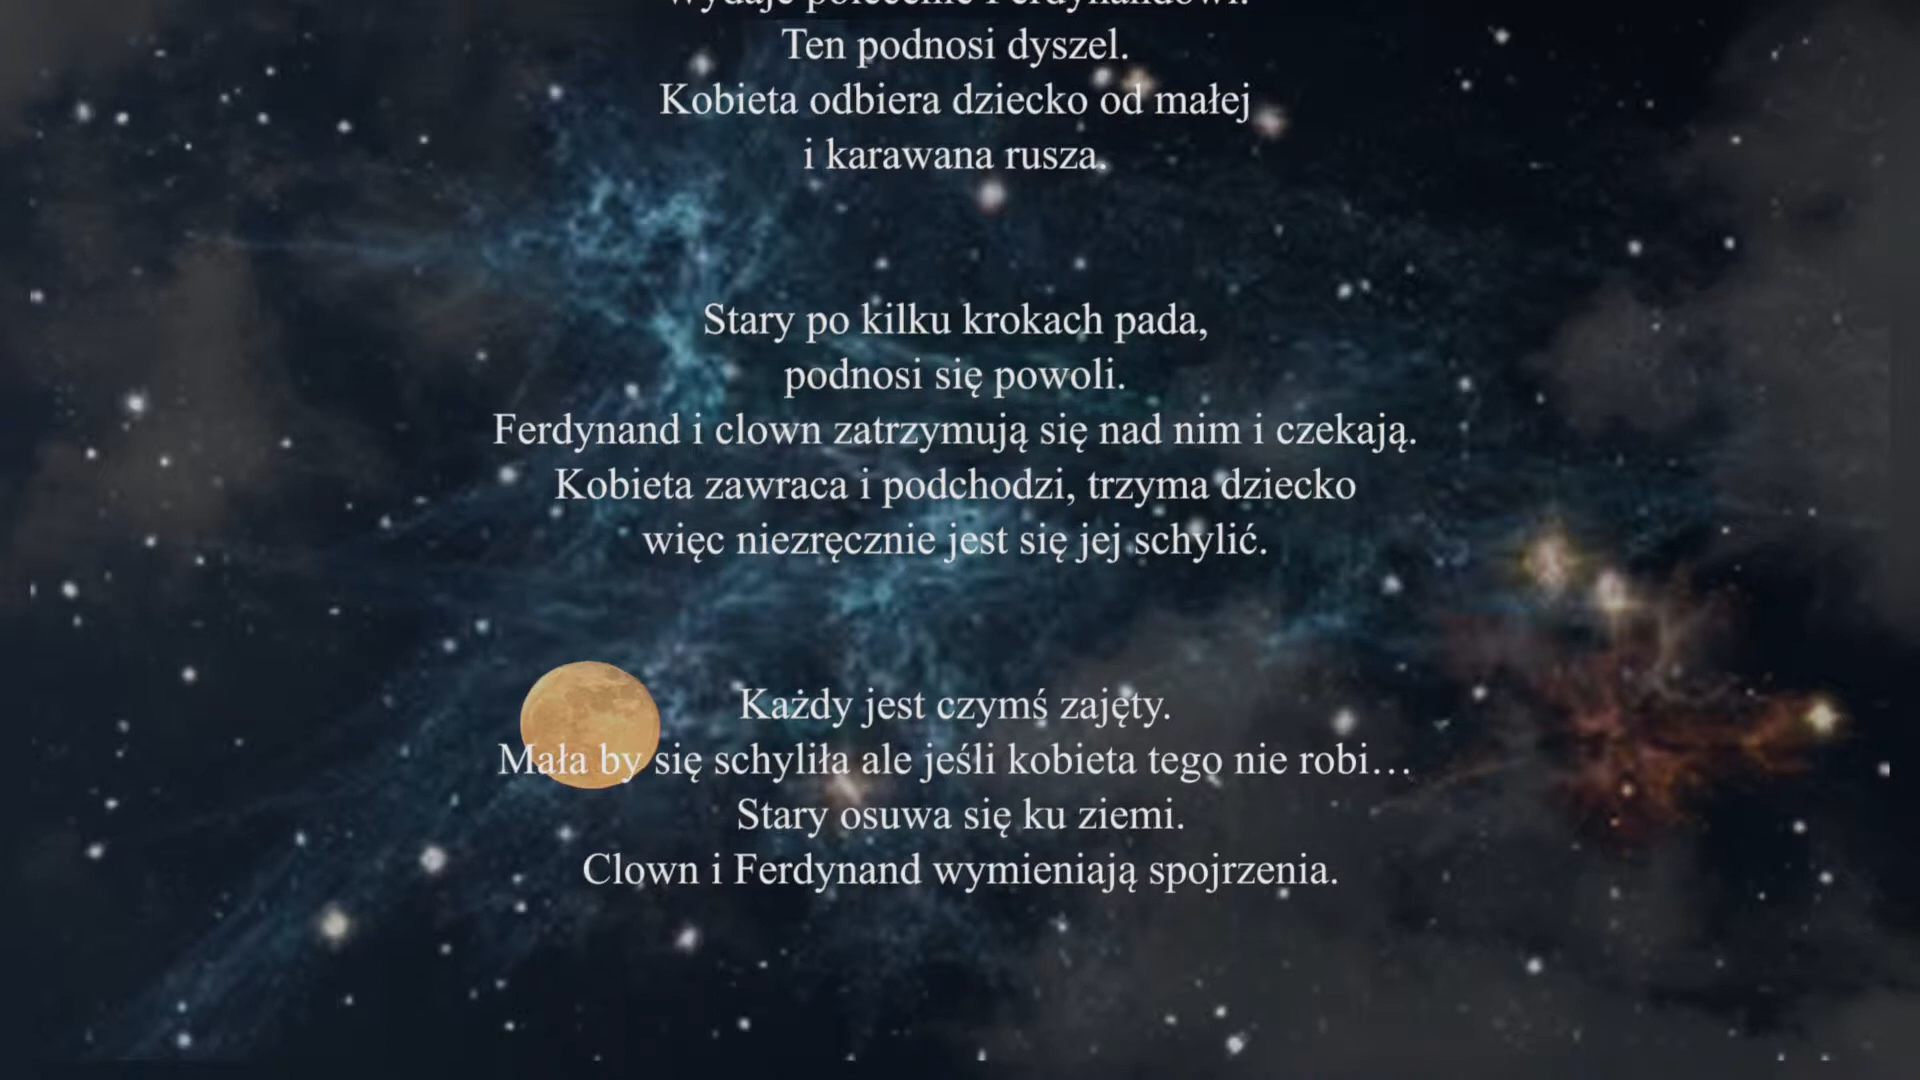 wydaje polecenie Ferdynandowi.
Ten podnosi dyszel.
Kobieta odbiera dziecko od małej
i karawana rusza.
Stary po kilku krokach pada,
podnosi się powoli.
Ferdynand i clown zatrzymują się nad nim i czekają.
Kobieta zawraca i podchodzi, trzyma dziecko
więc niezręcznie jest się jej schylić.
Każdy jest czymś zajęty.
Mała by się schyliła ale jeśli kobieta tego nie robi…
Stary osuwa się ku ziemi.
Clown i Ferdynand wymieniają spojrzenia.